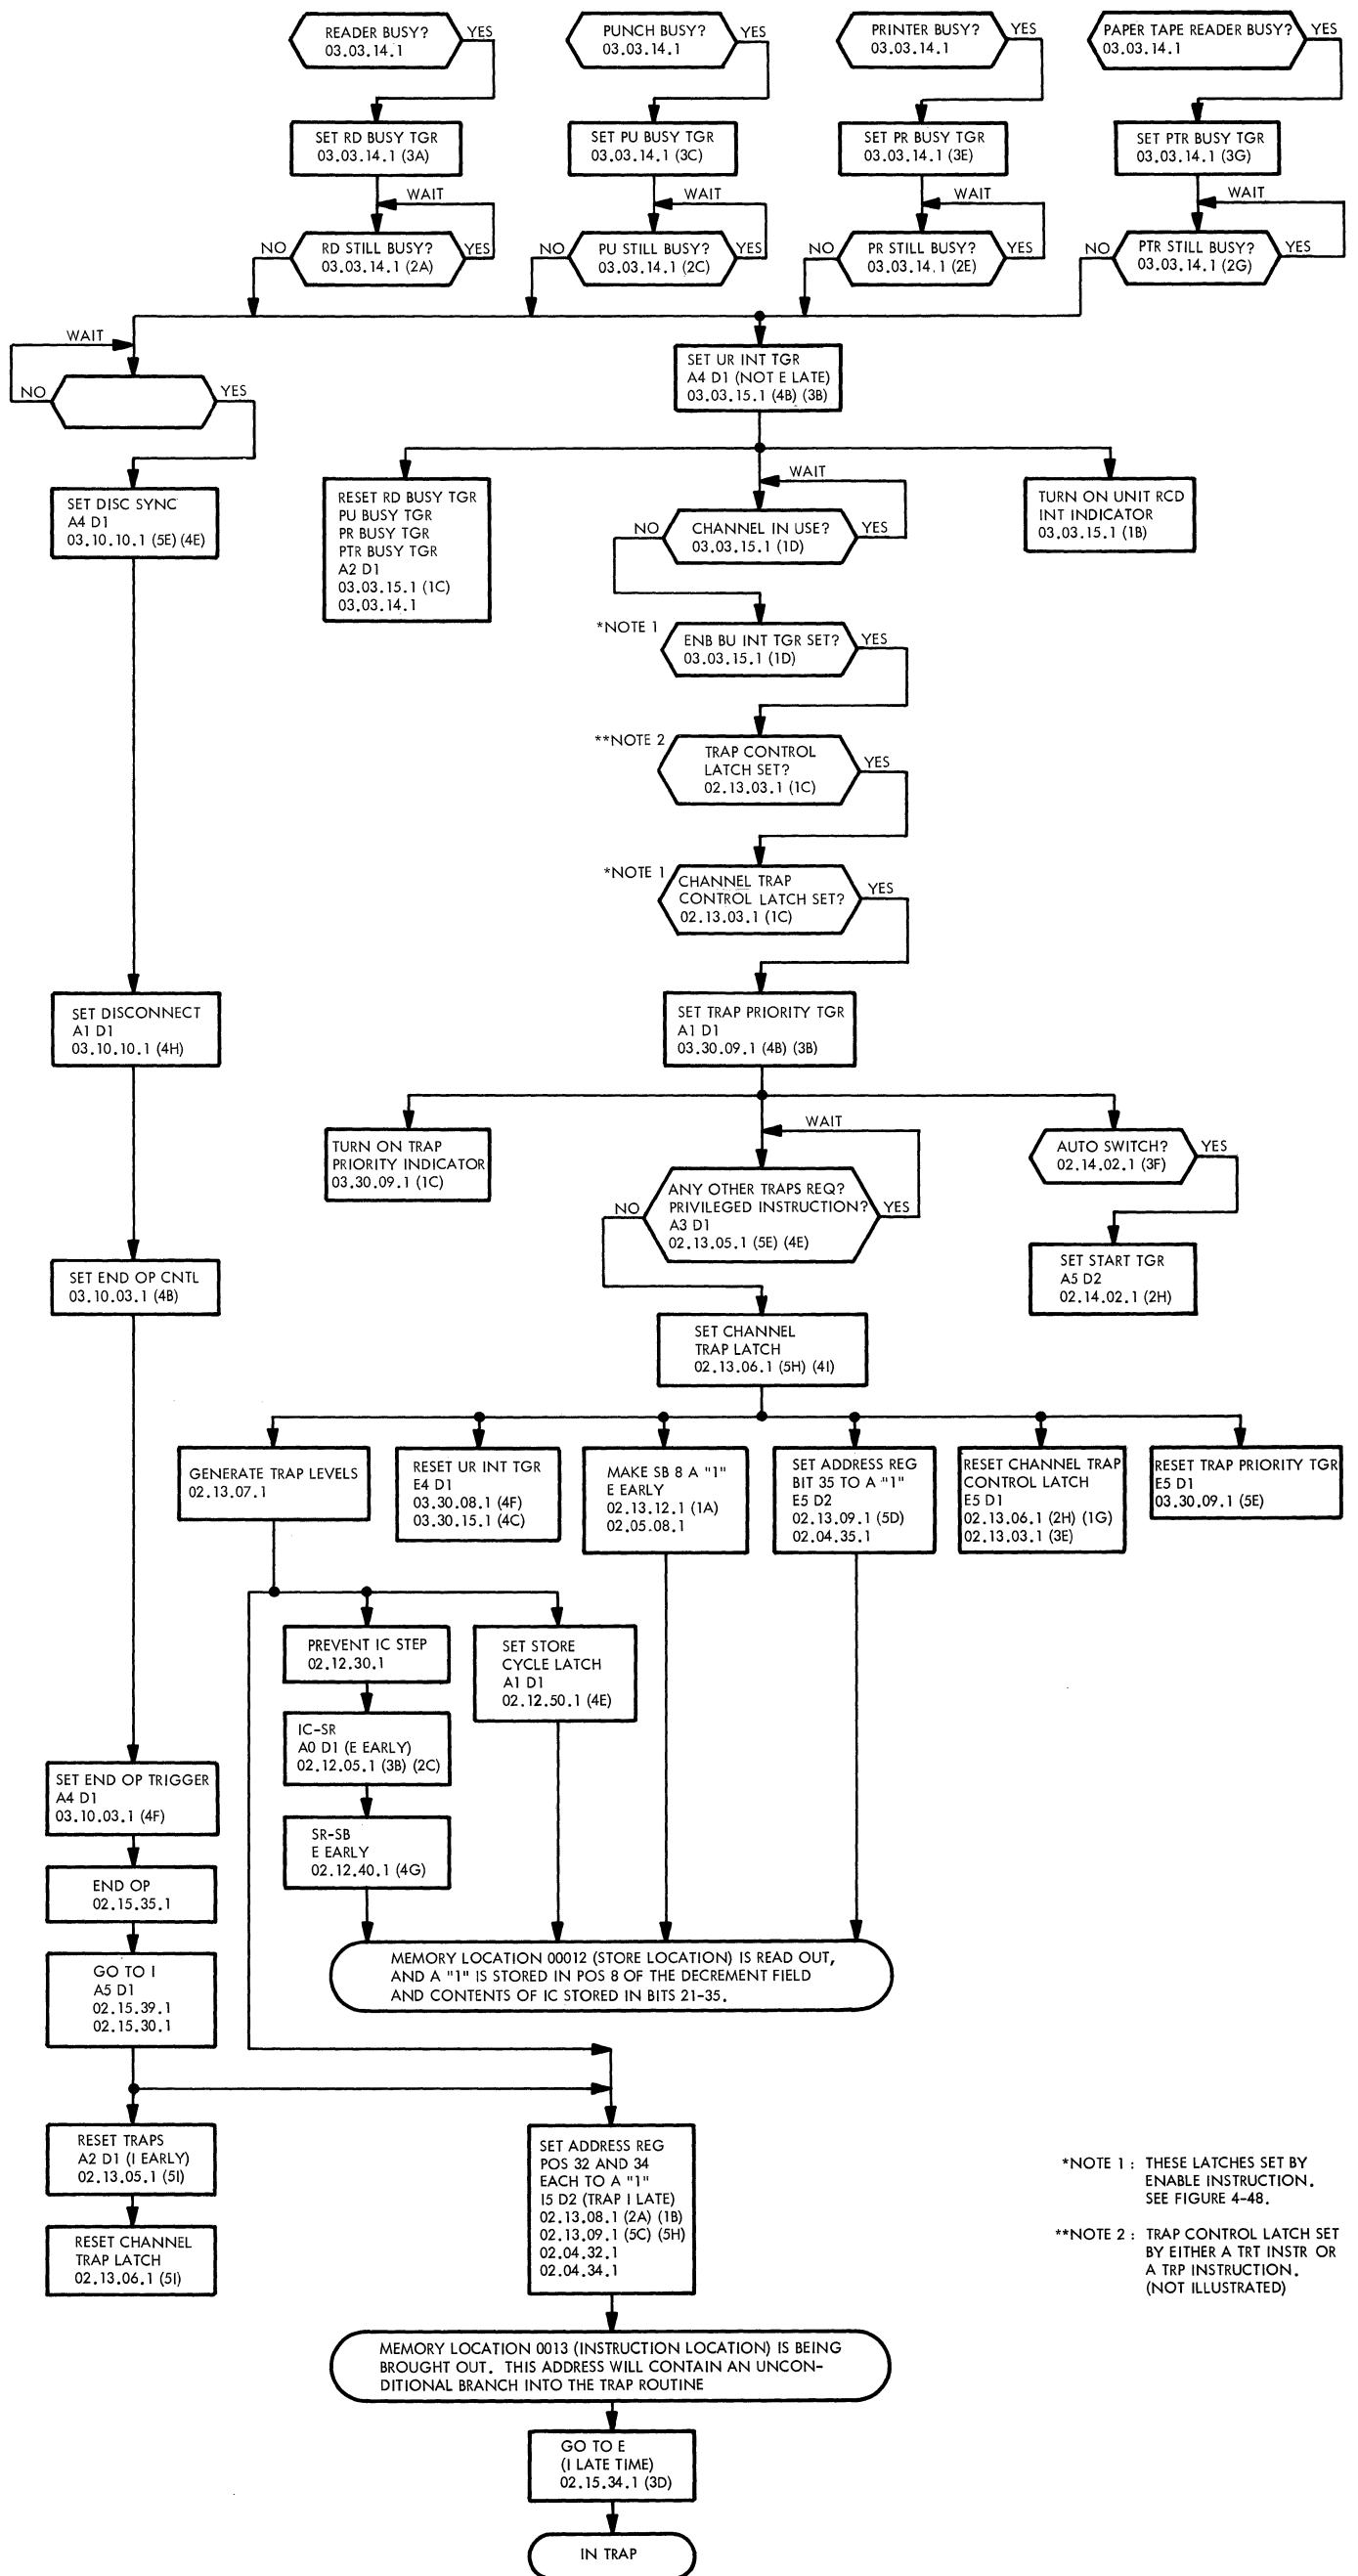 READER BUSY?
03.03.14.1
YES
PUNCH BUSY?
03.03.14.1
YES
PRINTER BUSY?
03.03.14.1
YES
PAPER TAPE READER BUSY?
03.03.14.1
YES
SET RD BUSY TGR
03.03.14.1 (3A)
SET PU BUSY TGR
03.03.14.1 (3C)
SET PR BUSY TGR
03.03.14.1 (3E)
SET PTR BUSY TGR
03.03.14.1 (3G)
WAIT
WAIT
WAIT
WAIT
NO
RD STILL BUSY?
03.03.14.1 (2A)
YES
NO
PU STILL BUSY?
03.03.14.1 (2C)
YES
NO
PR STILL BUSY?
03.03.14.1 (2E)
YES
NO
PTR STILL BUSY?
03.03.14.1 (2G)
YES
WAIT
NO
YES
SET UR INT TGR
A4 D1 (NOT E LATE)
03.03.15.1 (4B) (3B)
SET DISC SYNC
A4 D1
03.10.10.1 (5E) (4E)
RESET RD BUSY TGR
PU BUSY TGR
PR BUSY TGR
PTR BUSY TGR
A2 D1
03.03.15.1 (1C)
03.03.14.1
WAIT
NO
CHANNEL IN USE?
03.03.15.1 (1D)
YES
TURN ON UNIT RCD
INT INDICATOR
03.03.15.1 (1B)
*NOTE 1
ENB BU INT TGR SET?
03.03.15.1 (1D)
YES
**NOTE 2
TRAP CONTROL
LATCH SET?
02.13.03.1 (1C)
YES
*NOTE 1
CHANNEL TRAP
CONTROL LATCH SET?
02.13.03.1 (1C)
YES
SET DISCONNECT
A1 D1
03.10.10.1 (4H)
SET TRAP PRIORITY TGR
A1 D1
03.30.09.1 (4B) (3B)
TURN ON TRAP
PRIORITY INDICATOR
03.30.09.1 (1C)
WAIT
NO
ANY OTHER TRAPS REQ?
PRIVILEGED INSTRUCTION?
A3 D1
02.13.05.1 (5E) (4E)
YES
AUTO SWITCH?
02.14.02.1 (3F)
YES
SET START TGR
A5 D2
02.14.02.1 (2H)
SET END OP CNTL
03.10.03.1 (4B)
SET CHANNEL
TRAP LATCH
02.13.06.1 (5H) (4I)
GENERATE TRAP LEVELS
02.13.07.1
RESET UR INT TGR
E4 D1
03.30.08.1 (4F)
03.30.15.1 (4C)
MAKE SB 8 A "1"
E EARLY
02.13.12.1 (1A)
02.05.08.1
SET ADDRESS REG
BIT 35 TO A "1"
E5 D2
02.13.09.1 (5D)
02.04.35.1
RESET CHANNEL TRAP
CONTROL LATCH
E5 D1
02.13.06.1 (2H) (1G)
02.13.03.1 (3E)
RESET TRAP PRIORITY TGR
E5 D1
03.30.09.1 (5E)
PREVENT IC STEP
02.12.30.1
SET STORE
CYCLE LATCH
A1 D1
02.12.50.1 (4E)
IC-SR
A0 D1 (E EARLY)
02.12.05.1 (3B) (2C)
SR-SB
E EARLY
02.12.40.1 (4G)
SET END OP TRIGGER
A4 D1
03.10.03.1 (4F)
END OP
02.15.35.1
GO TO I
A5 D1
02.15.39.1
02.15.30.1
MEMORY LOCATION 00012 (STORE LOCATION) IS READ OUT,
AND A "1" IS STORED IN POS 8 OF THE DECREMENT FIELD
AND CONTENTS OF IC STORED IN BITS 21-35.
RESET TRAPS
A2 D1 (I EARLY)
02.13.05.1 (5I)
RESET CHANNEL
TRAP LATCH
02.13.06.1 (5I)
SET ADDRESS REG
POS 32 AND 34
EACH TO A "1"
I5 D2 (TRAP I LATE)
02.13.08.1 (2A) (1B)
02.13.09.1 (5C) (5H)
02.04.32.1
02.04.34.1
*NOTE 1 : THESE LATCHES SET BY
ENABLE INSTRUCTION.
SEE FIGURE 4-48.
**NOTE 2 : TRAP CONTROL LATCH SET
BY EITHER A TRT INSTR OR
A TRP INSTRUCTION.
(NOT ILLUSTRATED)
MEMORY LOCATION 0013 (INSTRUCTION LOCATION) IS BEING
BROUGHT OUT. THIS ADDRESS WILL CONTAIN AN UNCON-
DITIONAL BRANCH INTO THE TRAP ROUTINE
GO TO E
(I LATE TIME)
02.15.34.1 (3D)
IN TRAP